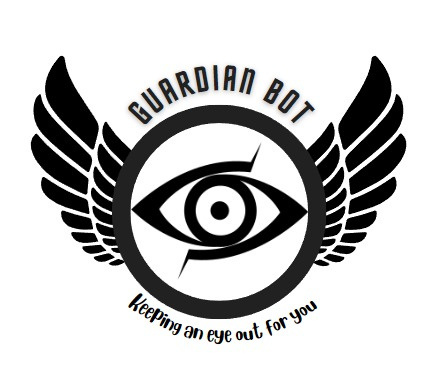 GUARDIAN BOT
Keeping an eye out for you